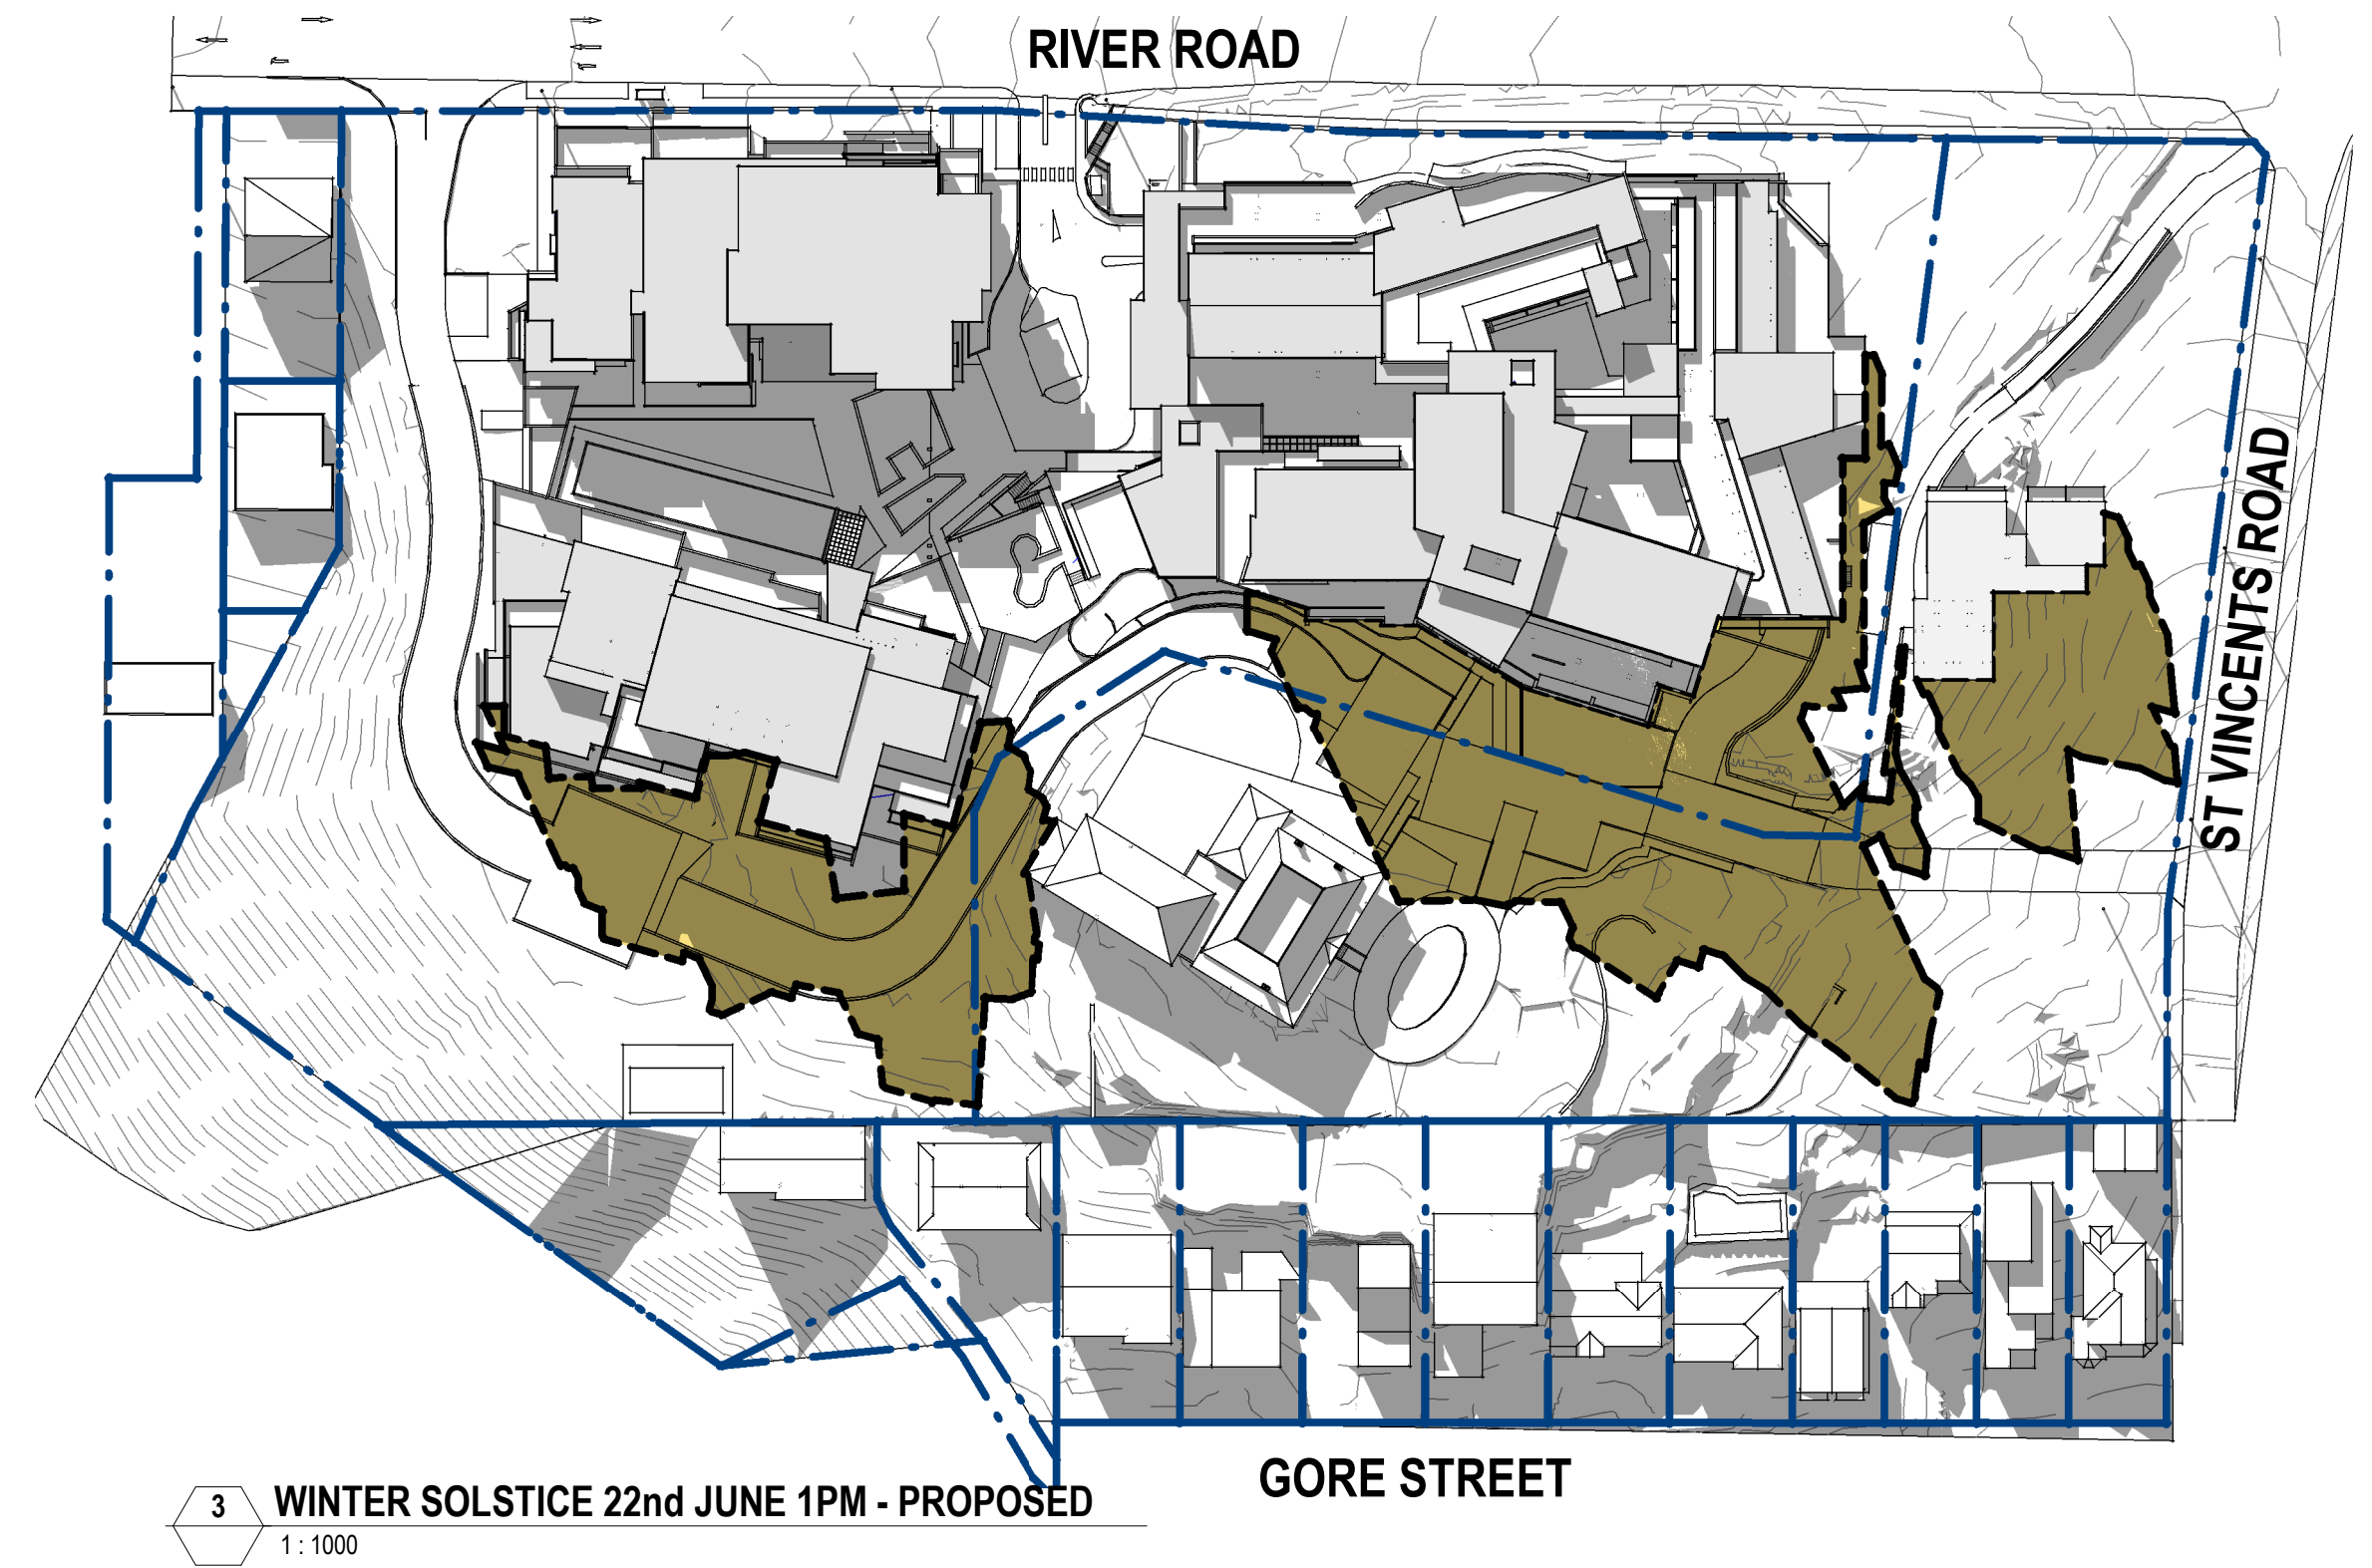 RIVER ROAD
ST VINCENTS ROAD
GORE STREET
3 WINTER SOLSTICE 22nd JUNE 1PM - PROPOSED
1 : 1000